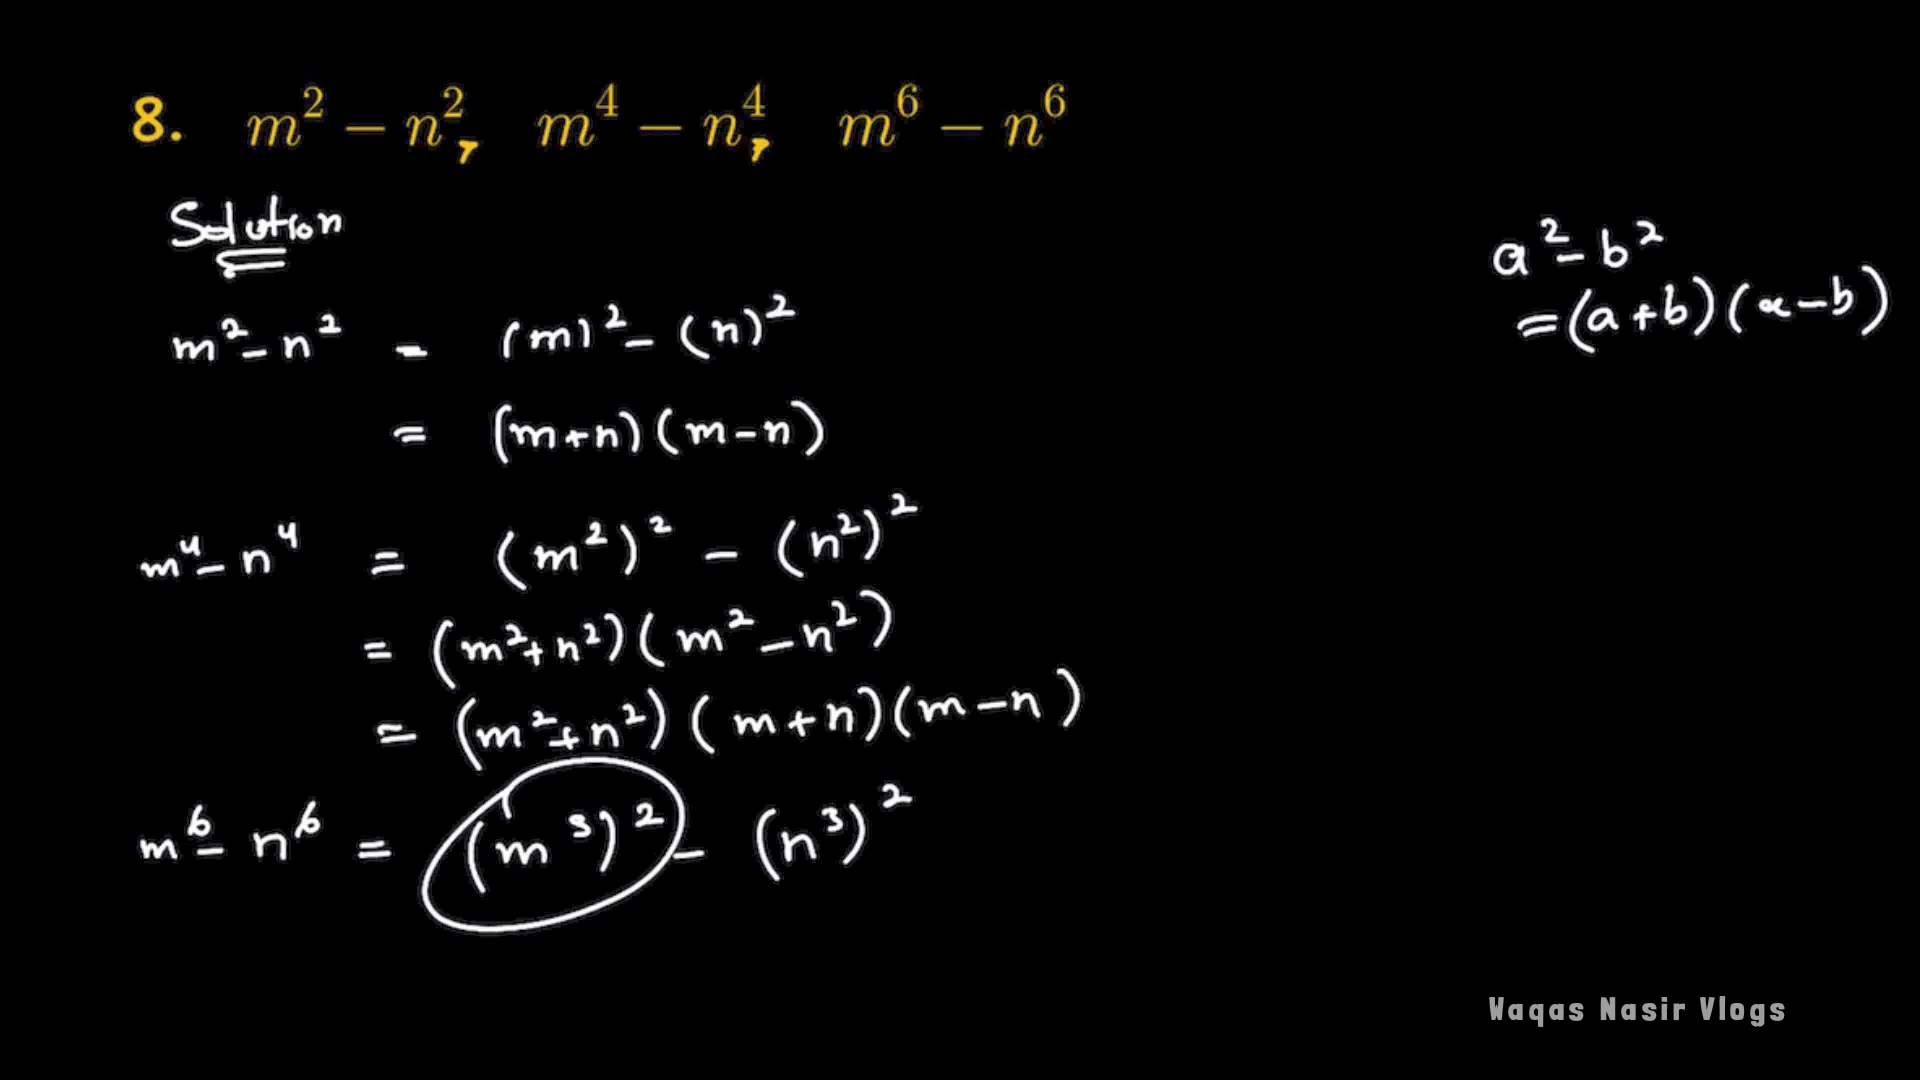 8. m² − n², m⁴ − n⁴, m⁶ − n⁶
Solution
a² − b²
= (a + b) (a − b)
m² − n² = (m)² − (n)²
= (m + n) (m − n)
m⁴ − n⁴ = (m²)² − (n²)²
= (m² + n²) (m² − n²)
= (m² + n²) (m + n) (m − n)
m⁶ − n⁶ = (m³)² − (n³)²
Waqas Nasir Vlogs